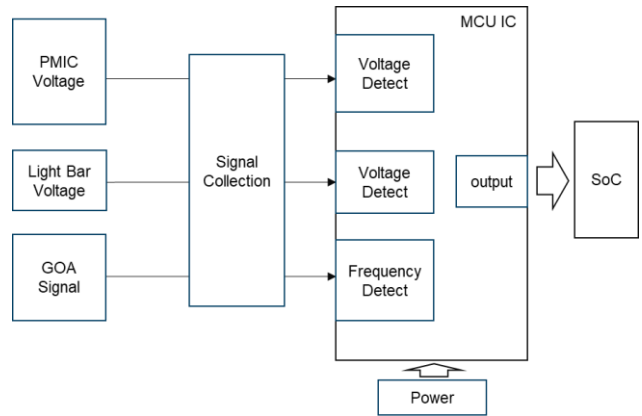 MCU IC
PMIC
Voltage
Voltage
Detect
Signal
Collection
Light Bar
Voltage
Voltage
Detect
output
SoC
GOA
Signal
Frequency
Detect
Power